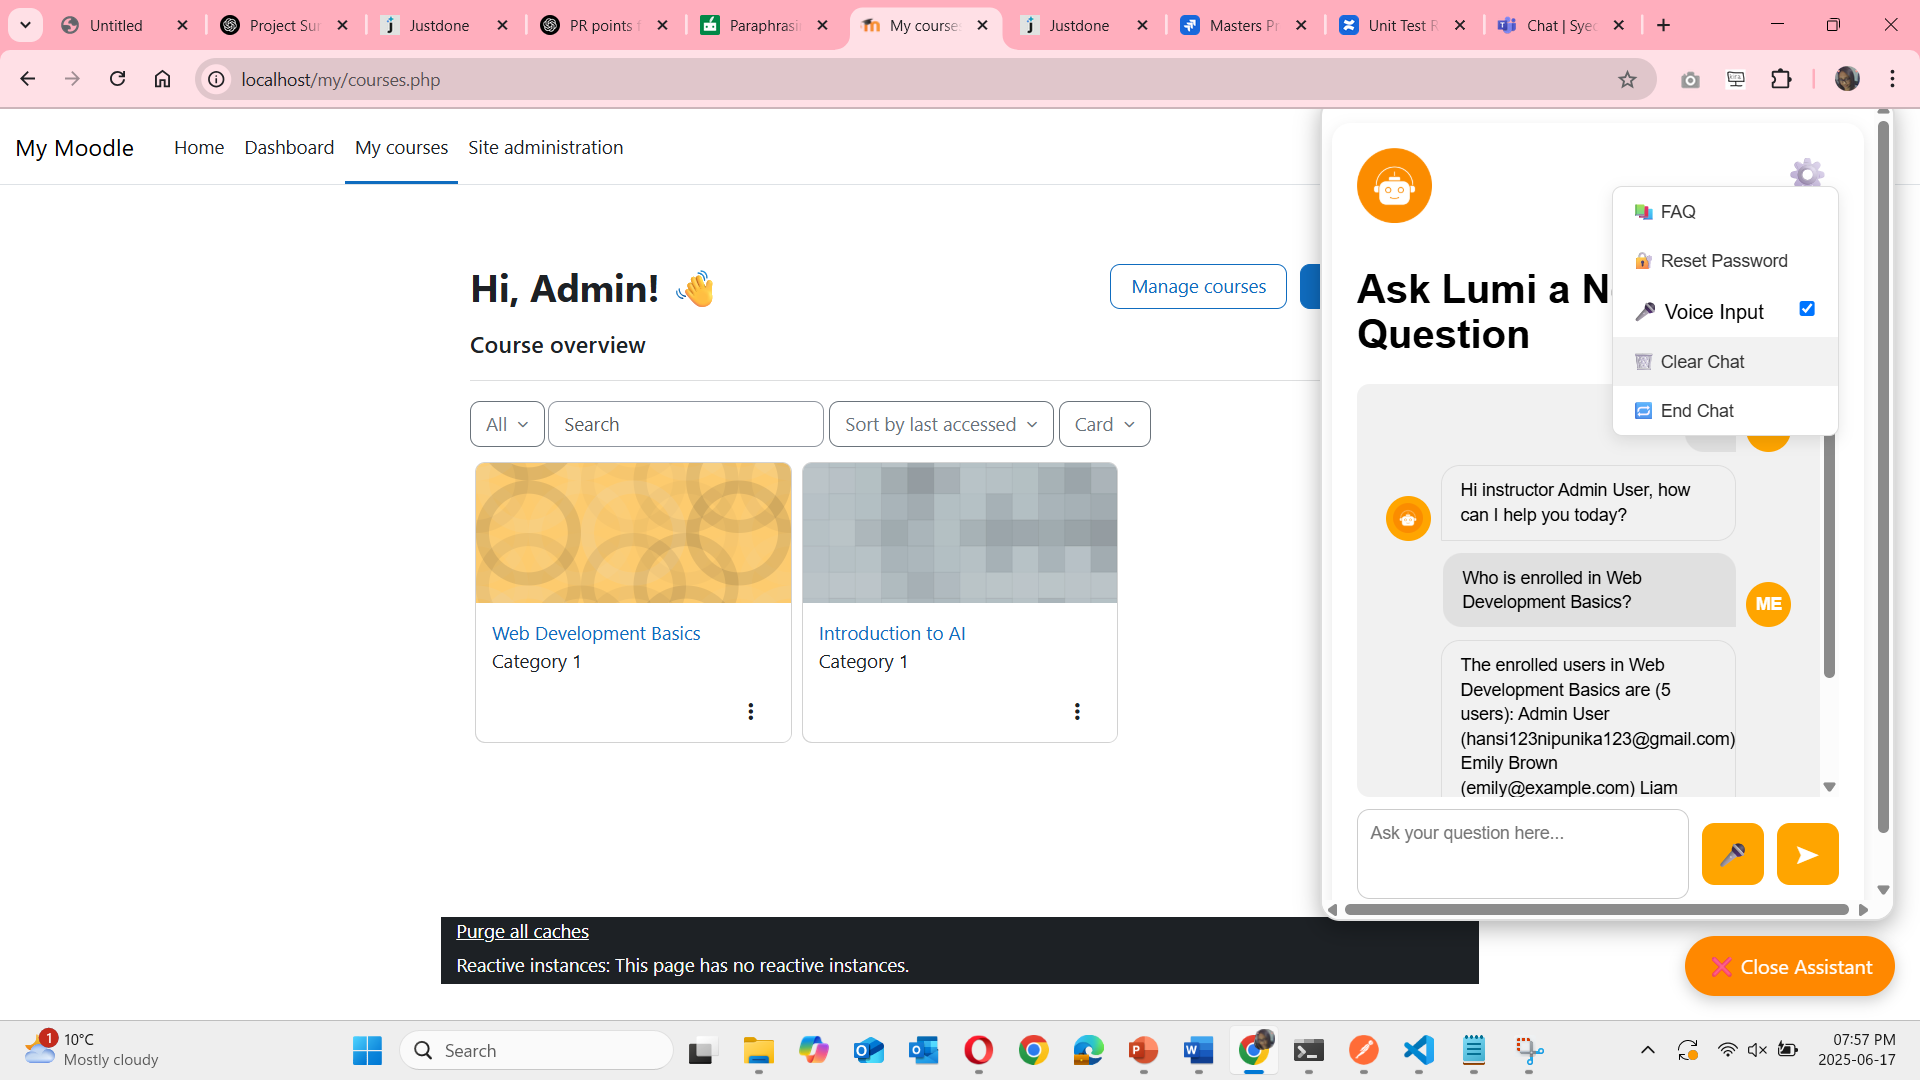 Untitled
Project Sur
Justdone
PR points f
Paraphrasi
My courses
Justdone
Masters Pr
Unit Test R
Chat | Syed
localhost/my/courses.php
My Moodle
Home
Dashboard
My courses
Site administration
FAQ
Reset Password
Voice Input
Clear Chat
End Chat
Hi, Admin!
Manage courses
Ask Lumi a N
Question
Course overview
All
Search
Sort by last accessed
Card
Hi instructor Admin User, how
can I help you today?
Who is enrolled in Web
Development Basics?
ME
The enrolled users in Web
Development Basics are (5
users): Admin User
(hansi123nipunika123@gmail.com)
Emily Brown
(emily@example.com) Liam
Web Development Basics
Category 1
Introduction to AI
Category 1
Ask your question here...
Purge all caches
Reactive instances: This page has no reactive instances.
Close Assistant
1
10°C
Mostly cloudy
Search
07:57 PM
2025-06-17